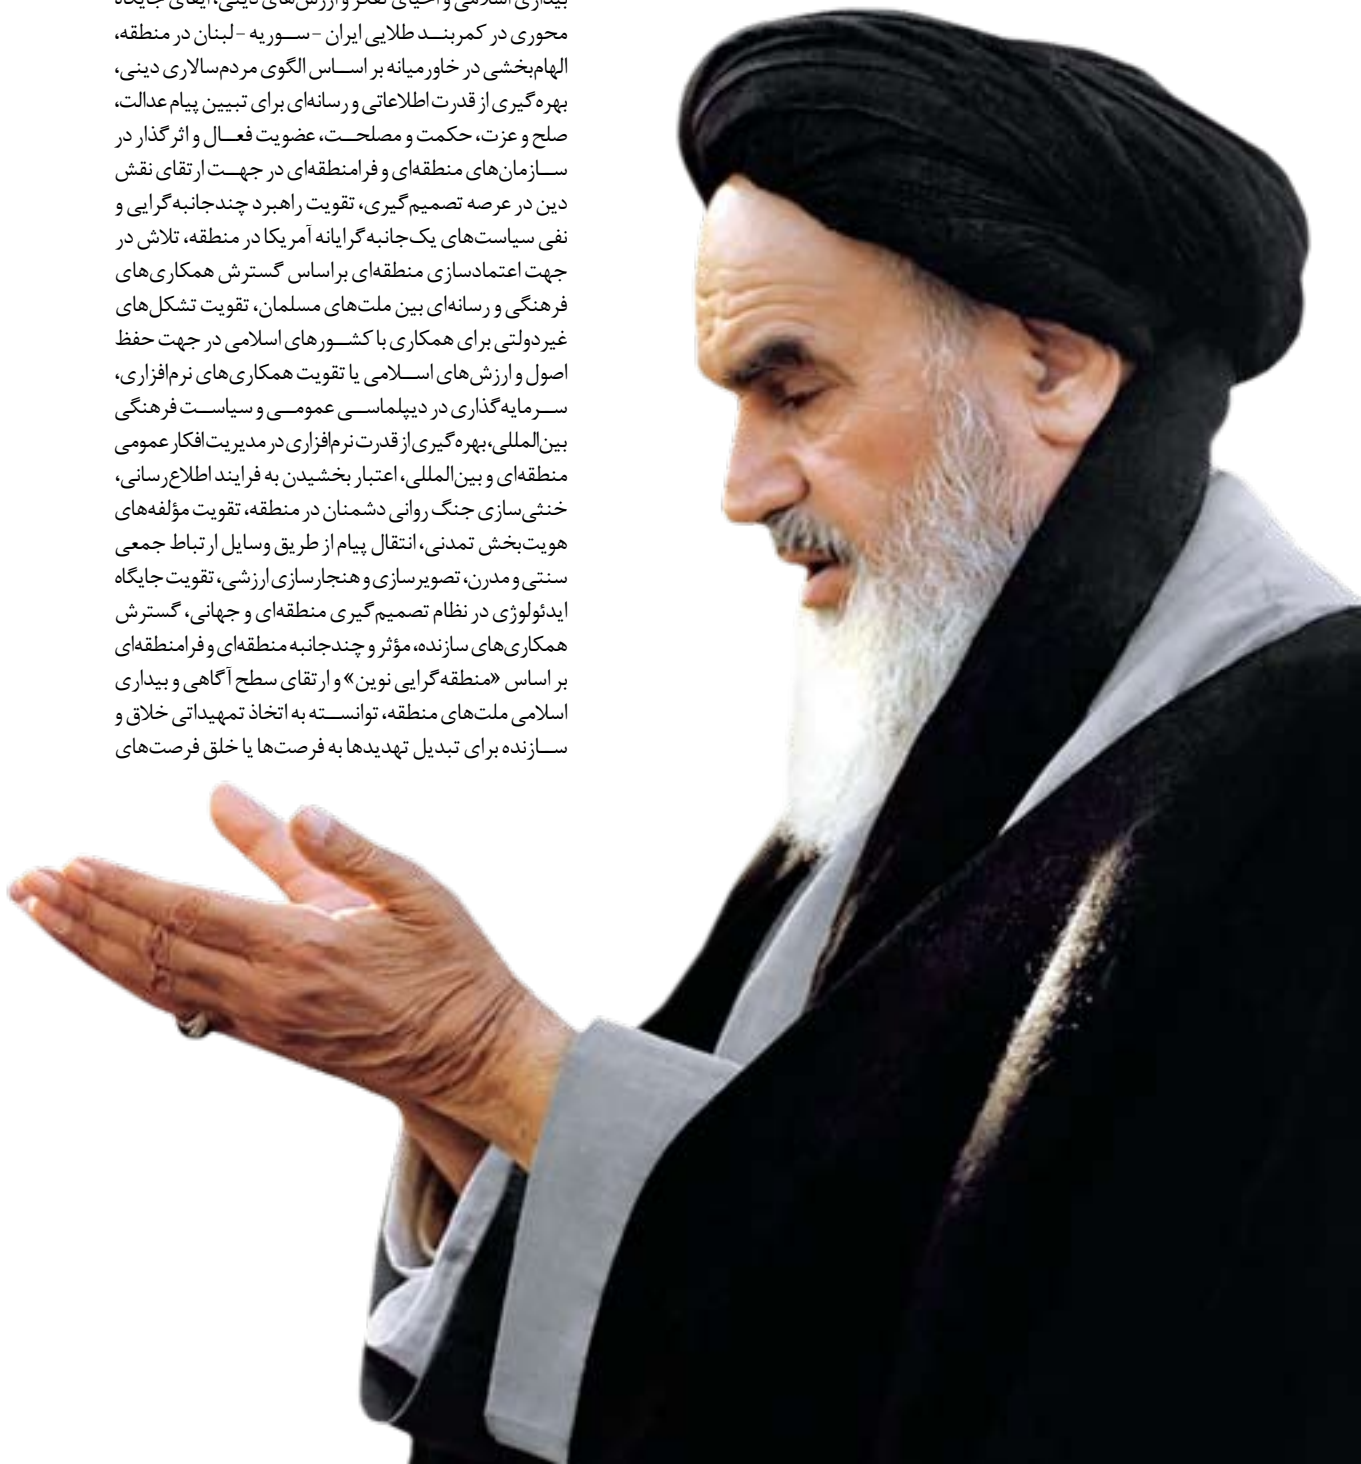 بیداری اسلامی و احیای تفکر و ارزش‌های دینی، ایفای جایگاه
محوری در کمربند طلایی ایران - سوریه - لبنان در منطقه،
الهام‌بخشی در خاورمیانه بر اساس الگوی مردم‌سالاری دینی،
بهره‌گیری از قدرت اطلاعاتی و رسانه‌ای برای تبیین پیام عدالت،
صلح و عزت، حکمت و مصلحت، عضویت فعال و اثرگذار در
سازمان‌های منطقه‌ای و فرامنطقه‌ای در جهت ارتقای نقش
دین در عرصه تصمیم‌گیری، تقویت راهبرد چندجانبه‌گرایی و
نفی سیاست‌های یک‌جانبه‌گرایانه آمریکا در منطقه، تلاش در
جهت اعتمادسازی منطقه‌ای براساس گسترش همکاری‌های
فرهنگی و رسانه‌ای بین ملت‌های مسلمان، تقویت تشکل‌های
غیردولتی برای همکاری با کشورهای اسلامی در جهت حفظ
اصول و ارزش‌های اسلامی یا تقویت همکاری‌های نرم‌افزاری،
سرمایه‌گذاری در دیپلماسی عمومی و سیاست فرهنگی
بین‌المللی، بهره‌گیری از قدرت نرم‌افزاری در مدیریت افکار عمومی
منطقه‌ای و بین‌المللی، اعتبار بخشیدن به فرایند اطلاع‌رسانی،
خنثی‌سازی جنگ روانی دشمنان در منطقه، تقویت مؤلفه‌های
هویت‌بخش تمدنی، انتقال پیام از طریق وسایل ارتباط جمعی
سنتی و مدرن، تصویرسازی و هنجارسازی ارزشی، تقویت جایگاه
ایدئولوژی در نظام تصمیم‌گیری منطقه‌ای و جهانی، گسترش
همکاری‌های سازنده، مؤثر و چندجانبه منطقه‌ای و فرامنطقه‌ای
بر اساس «منطقه‌گرایی نوین» و ارتقای سطح آگاهی و بیداری
اسلامی ملت‌های منطقه، توانسته به اتخاذ تمهیداتی خلاق و
سازنده برای تبدیل تهدیدها به فرصت‌ها یا خلق فرصت‌های